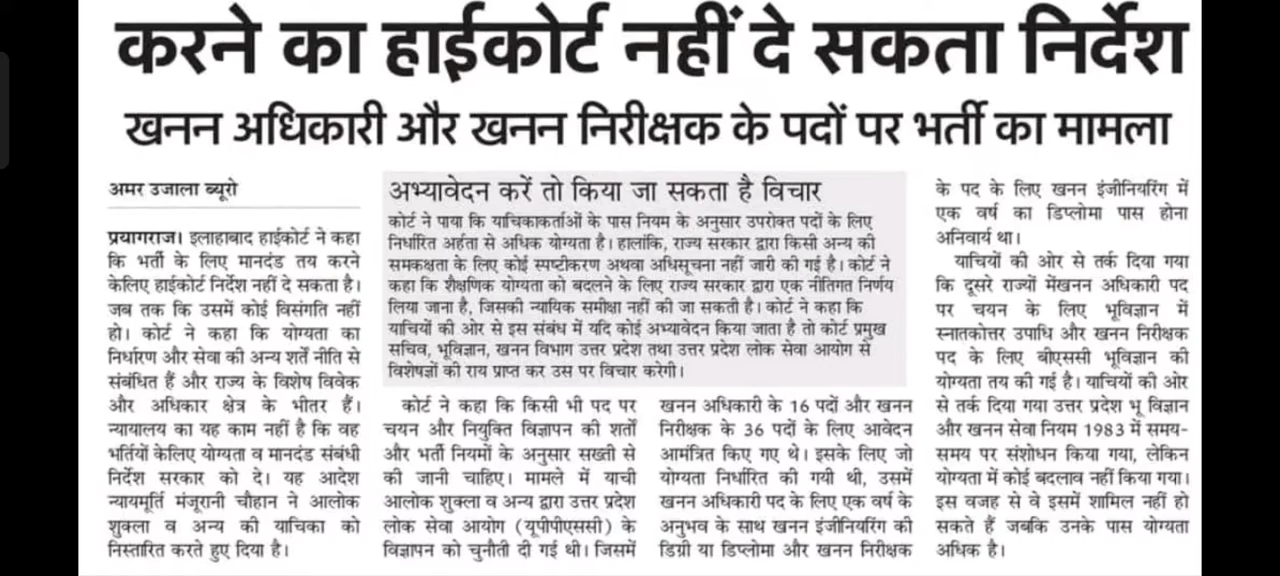 करने का हाईकोर्ट नहीं दे सकता निर्देश
खनन अधिकारी और खनन निरीक्षक के पदों पर भर्ती का मामला
अमर उजाला ब्यूरो
प्रयागराज। इलाहाबाद हाईकोर्ट ने कहा
कि भर्ती के लिए मानदंड तय करने
केलिए हाईकोर्ट निर्देश नहीं दे सकता है।
जब तक कि उसमें कोई विसंगति नहीं
हो। कोर्ट ने कहा कि योग्यता का
निर्धारण और सेवा की अन्य शर्तें नीति से
संबंधित हैं और राज्य के विशेष विवेक
और अधिकार क्षेत्र के भीतर हैं।
न्यायालय का यह काम नहीं है कि वह
भर्तियों केलिए योग्यता व मानदंड संबंधी
निर्देश सरकार को दे। यह आदेश
न्यायमूर्ति मंजूरानी चौहान ने आलोक
शुक्ला व अन्य की याचिका को
निस्तारित करते हुए दिया है।
अभ्यावेदन करें तो किया जा सकता है विचार
कोर्ट ने पाया कि याचिकाकर्ताओं के पास नियम के अनुसार उपरोक्त पदों के लिए
निर्धारित अर्हता से अधिक योग्यता है। हालांकि, राज्य सरकार द्वारा किसी अन्य की
समकक्षता के लिए कोई स्पष्टीकरण अथवा अधिसूचना नहीं जारी की गई है। कोर्ट ने
कहा कि शैक्षणिक योग्यता को बदलने के लिए राज्य सरकार द्वारा एक नीतिगत निर्णय
लिया जाना है, जिसकी न्यायिक समीक्षा नहीं की जा सकती है। कोर्ट ने कहा कि
याचियों की ओर से इस संबंध में यदि कोई अभ्यावेदन किया जाता है तो कोर्ट प्रमुख
सचिव, भूविज्ञान, खनन विभाग उत्तर प्रदेश तथा उत्तर प्रदेश लोक सेवा आयोग से
विशेषज्ञों की राय प्राप्त कर उस पर विचार करेगी।
कोर्ट ने कहा कि किसी भी पद पर
चयन और नियुक्ति विज्ञापन की शर्तों
और भर्ती नियमों के अनुसार सख्ती से
की जानी चाहिए। मामले में याची
आलोक शुक्ला व अन्य द्वारा उत्तर प्रदेश
लोक सेवा आयोग (यूपीपीएससी) के
विज्ञापन को चुनौती दी गई थी। जिसमें
खनन अधिकारी के 16 पदों और खनन
निरीक्षक के 36 पदों के लिए आवेदन
आमंत्रित किए गए थे। इसके लिए जो
योग्यता निर्धारित की गयी थी, उसमें
खनन अधिकारी पद के लिए एक वर्ष के
अनुभव के साथ खनन इंजीनियरिंग की
डिग्री या डिप्लोमा और खनन निरीक्षक
के पद के लिए खनन इंजीनियरिंग में
एक वर्ष का डिप्लोमा पास होना
अनिवार्य था।
याचियों की ओर से तर्क दिया गया
कि दूसरे राज्यों मेंखनन अधिकारी पद
पर चयन के लिए भूविज्ञान में
स्नातकोत्तर उपाधि और खनन निरीक्षक
पद के लिए बीएससी भूविज्ञान की
योग्यता तय की गई है। याचियों की ओर
से तर्क दिया गया उत्तर प्रदेश भू विज्ञान
और खनन सेवा नियम 1983 में समय-
समय पर संशोधन किया गया, लेकिन
योग्यता में कोई बदलाव नहीं किया गया।
इस वजह से वे इसमें शामिल नहीं हो
सकते हैं जबकि उनके पास योग्यता
अधिक है।